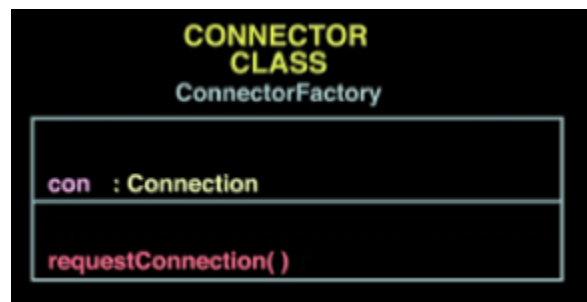 CONNECTOR
CLASS
ConnectorFactory
con : Connection
requestConnection( )